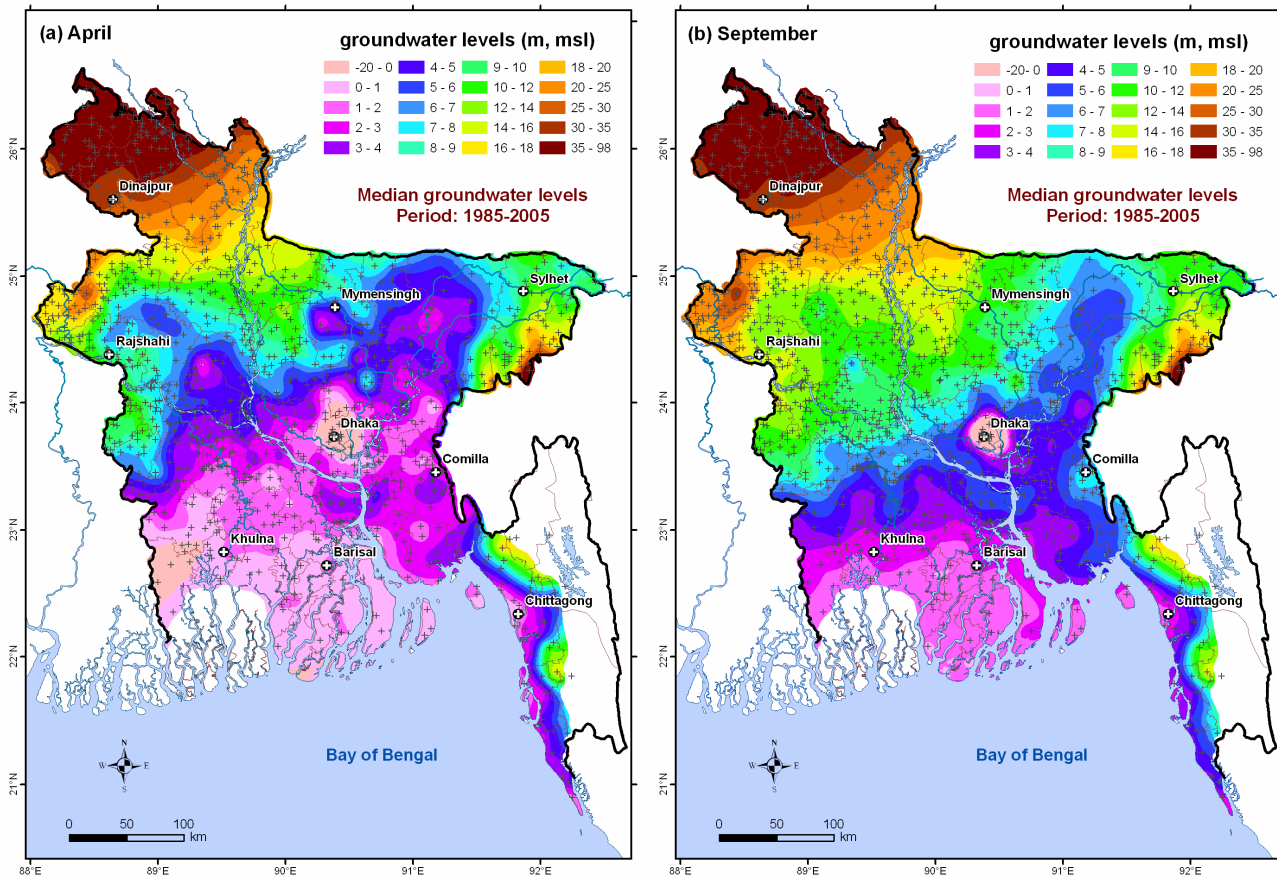 (a) April
groundwater levels (m, msl)
-20 - 0
4 - 5
9 - 10
18 - 20
0 - 1
5 - 6
10 - 12
20 - 25
1 - 2
6 - 7
12 - 14
25 - 30
2 - 3
7 - 8
14 - 16
30 - 35
3 - 4
8 - 9
16 - 18
35 - 98
Median groundwater levels
Period: 1985-2005
26°N
25°N
24°N
23°N
22°N
21°N
Dinajpur
Sylhet
Mymensingh
Rajshahi
Dhaka
Comilla
Khulna
Barisal
Chittagong
Bay of Bengal
N
W
E
S
0
50
100
km
88°E
89°E
90°E
91°E
92°E
(b) September
groundwater levels (m, msl)
-20 - 0
4 - 5
9 - 10
18 - 20
0 - 1
5 - 6
10 - 12
20 - 25
1 - 2
6 - 7
12 - 14
25 - 30
2 - 3
7 - 8
14 - 16
30 - 35
3 - 4
8 - 9
16 - 18
35 - 98
Median groundwater levels
Period: 1985-2005
26°N
25°N
24°N
23°N
22°N
21°N
Dinajpur
Sylhet
Mymensingh
Rajshahi
Dhaka
Comilla
Khulna
Barisal
Chittagong
Bay of Bengal
N
W
E
S
0
50
100
km
88°E
89°E
90°E
91°E
92°E